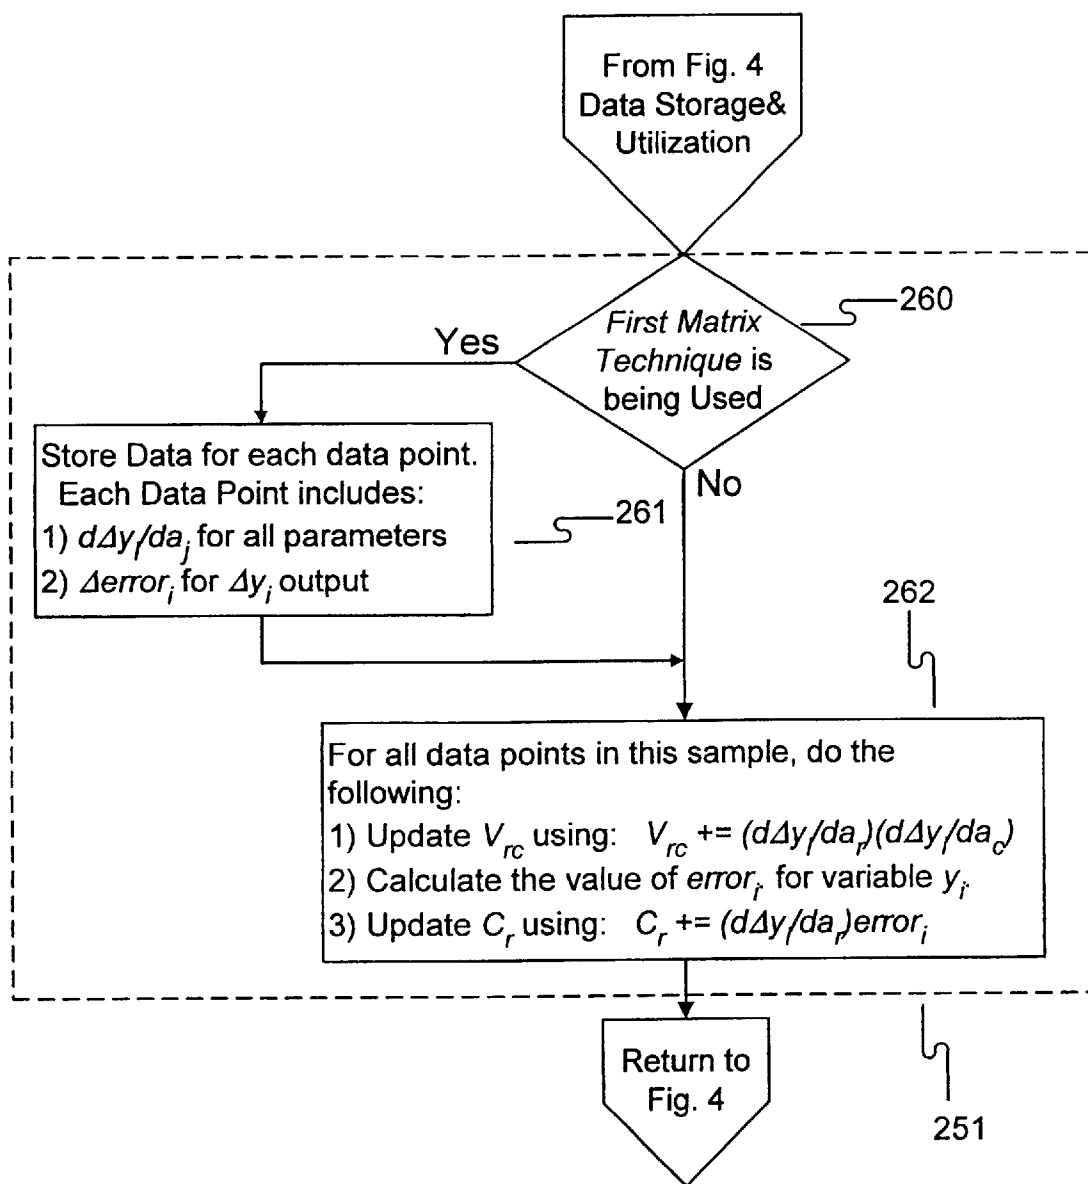 From Fig. 4
Data Storage&
Utilization
260
First Matrix
Technique is
being Used
Yes
No
Store Data for each data point.
Each Data Point includes:
1) dΔy_i/da_j for all parameters
2) Δerror_i for Δy_i output
261
262
For all data points in this sample, do the
following:
1) Update V_rc using: V_rc += (dΔy_i/da_r)(dΔy_i/da_c)
2) Calculate the value of error_i for variable y_i.
3) Update C_r using: C_r += (dΔy_i/da_r)error_i
Return to
Fig. 4
251